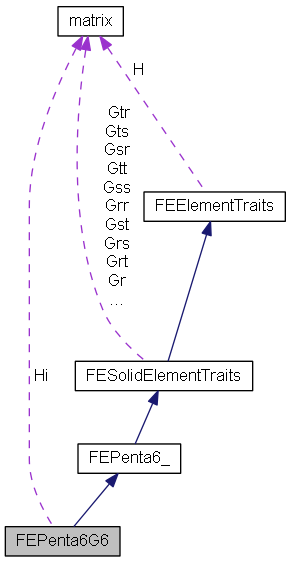 matrix
H
Gtr
Gts
Gsr
Gtt
Gss
Grr
Gst
Grs
Grt
Gr
...
FEElementTraits
Hi
FESolidElementTraits
FEPenta6_
FEPenta6G6